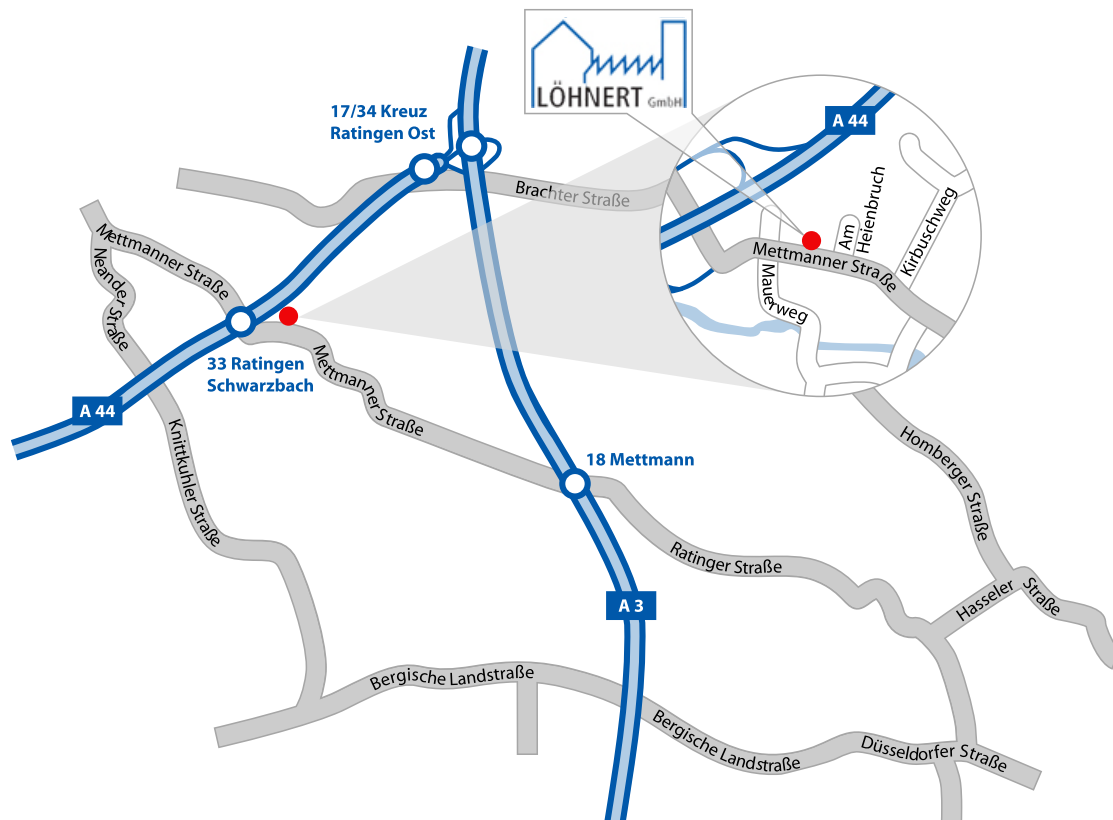 LÖHNERT GmbH
17/34 Kreuz
Ratingen Ost
A 44
Brachter Straße
Am
Heienbruch
Kirbuschweg
Mettmanner Straße
Mauerweg
Mettmanner Straße
Neander Straße
33 Ratingen
Schwarzbach
Mettmanner Straße
A 44
Knittkuhler Straße
18 Mettmann
Homberger Straße
Ratinger Straße
Hasseler Straße
A 3
Bergische Landstraße
Bergische Landstraße
Düsseldorfer Straße